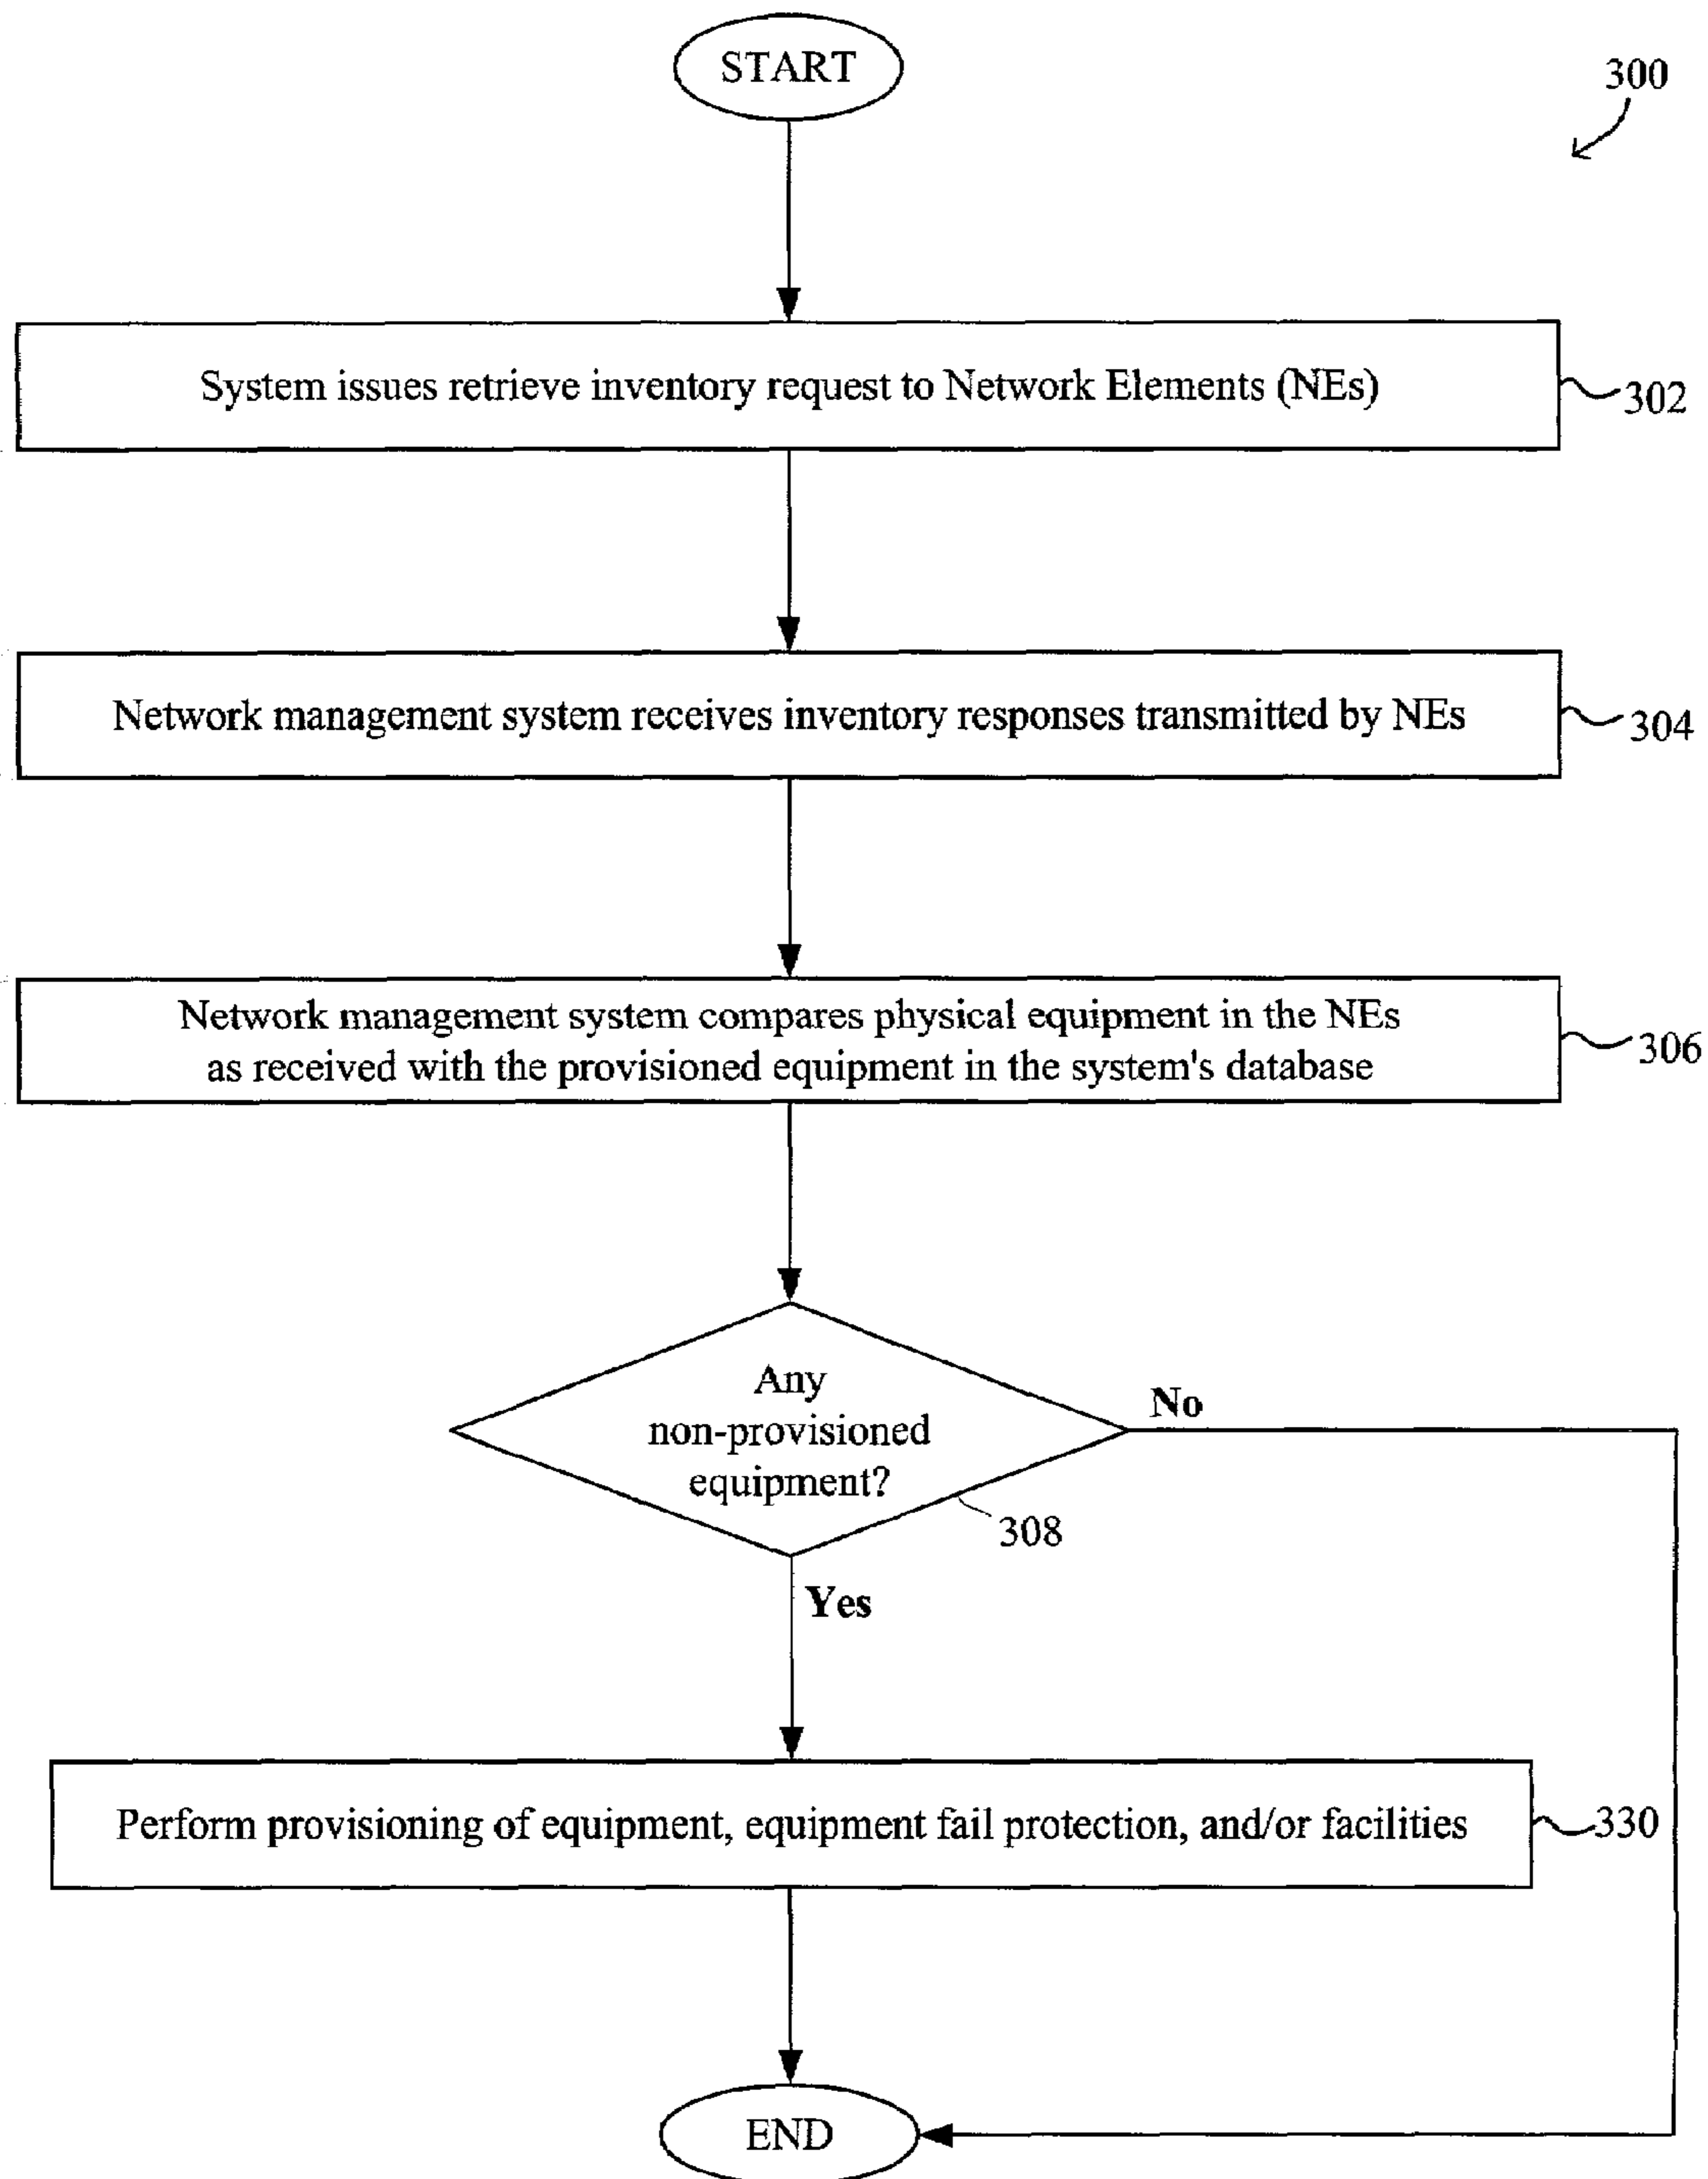 START
300
System issues retrieve inventory request to Network Elements (NEs)
302
Network management system receives inventory responses transmitted by NEs
304
Network management system compares physical equipment in the NEs
as received with the provisioned equipment in the system's database
306
Any
non-provisioned
equipment?
No
308
Yes
Perform provisioning of equipment, equipment fail protection, and/or facilities
330
END